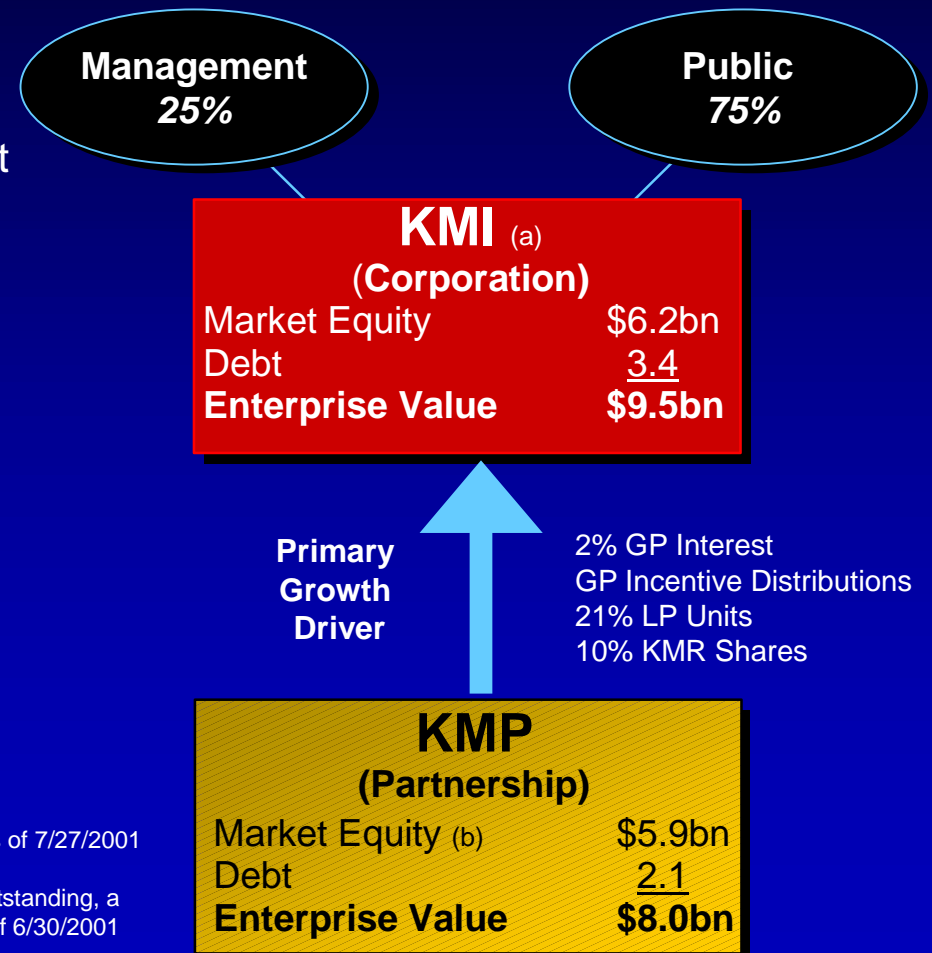 Management
25%
Public
75%
t
KMI (a)
(Corporation)
Market Equity $6.2bn
Debt 3.4
Enterprise Value $9.5bn
Primary
Growth
Driver
2% GP Interest
GP Incentive Distributions
21% LP Units
10% KMR Shares
KMP
(Partnership)
Market Equity (b) $5.9bn
Debt 2.1
Enterprise Value $8.0bn
of 7/27/2001
tstanding, a
f 6/30/2001